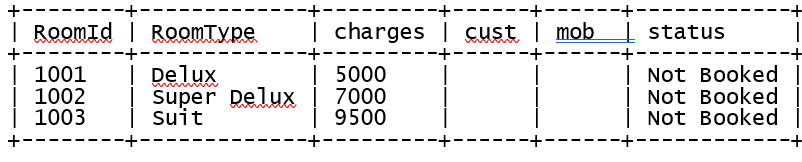 +--------+--------------+----------+------+------+-------------+
| RoomId | RoomType     | charges  | cust | mob  | status      |
+--------+--------------+----------+------+------+-------------+
| 1001   | Delux        | 5000     |      |      | Not Booked  |
| 1002   | Super Delux  | 7000     |      |      | Not Booked  |
| 1003   | Suit         | 9500     |      |      | Not Booked  |
+--------+--------------+----------+------+------+-------------+